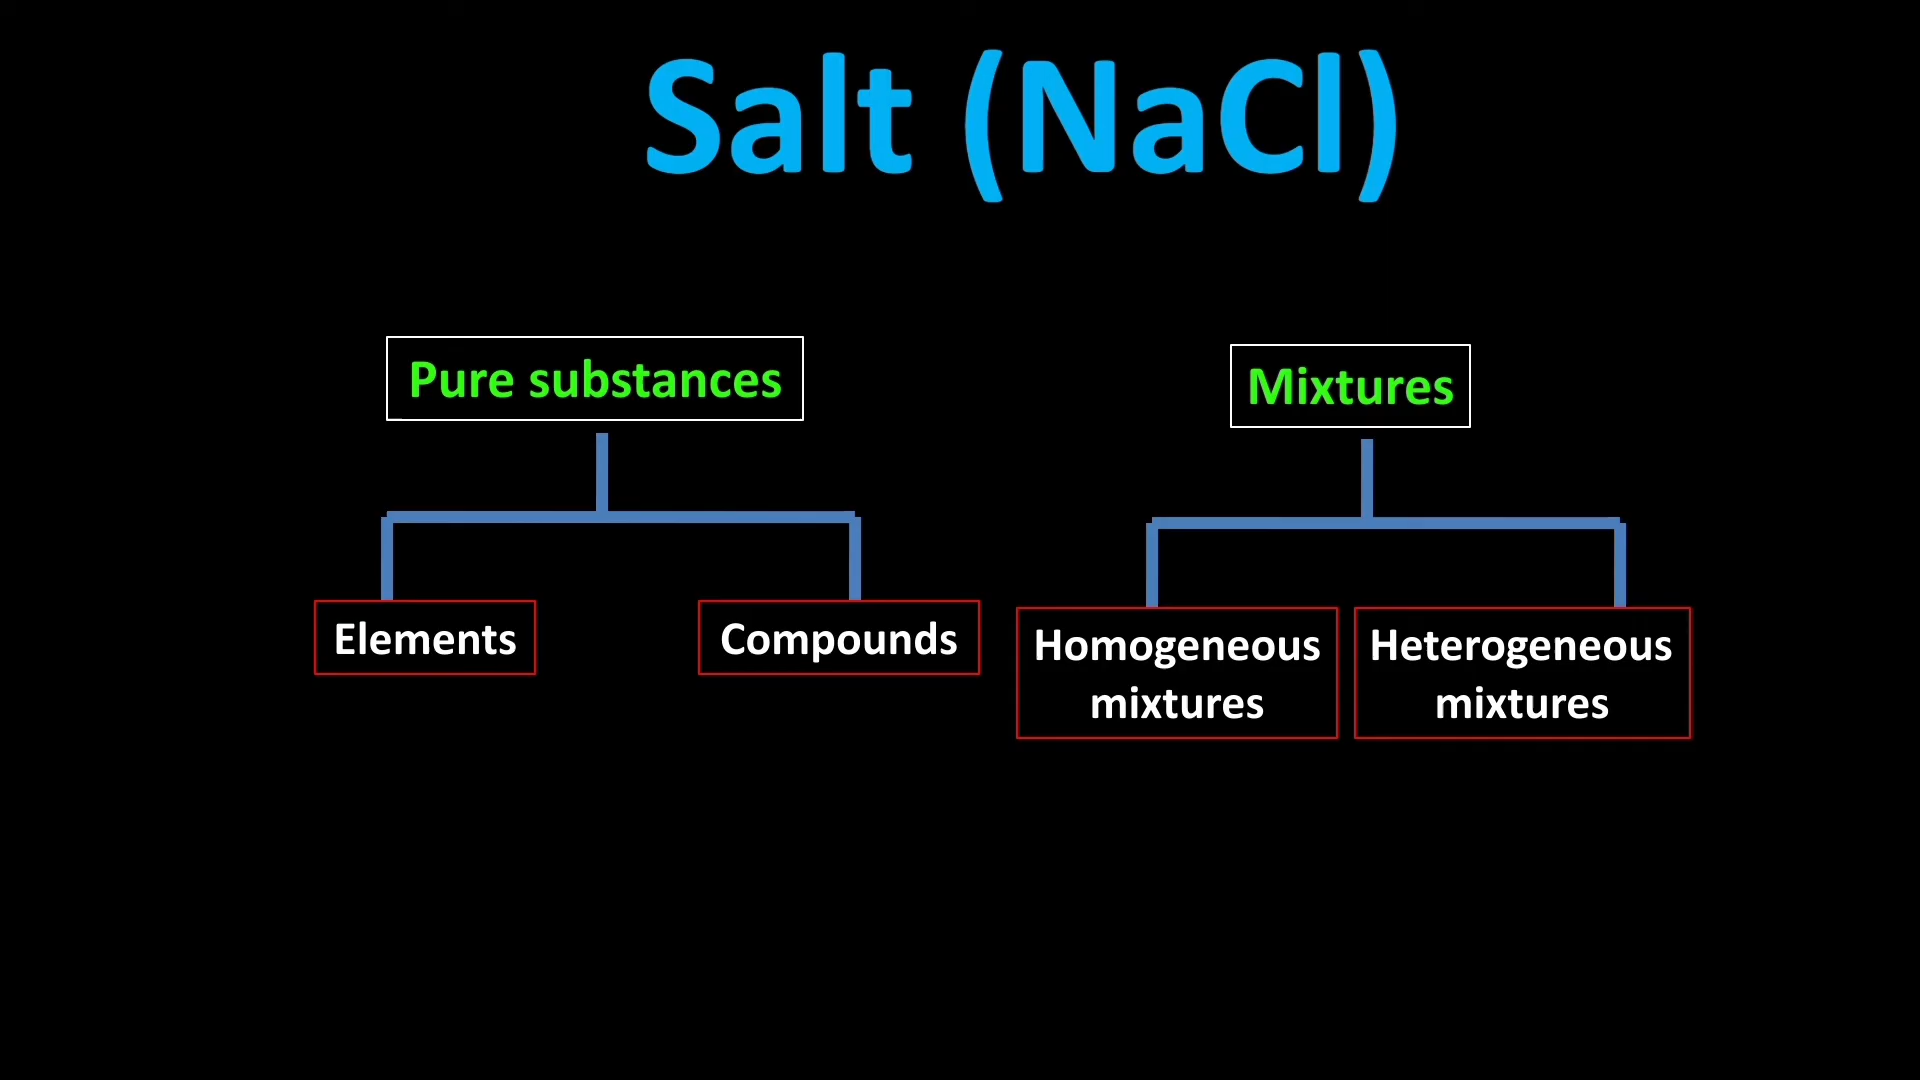 Salt (NaCl)
Pure substances
Mixtures
Elements
Compounds
Homogeneous
mixtures
Heterogeneous
mixtures